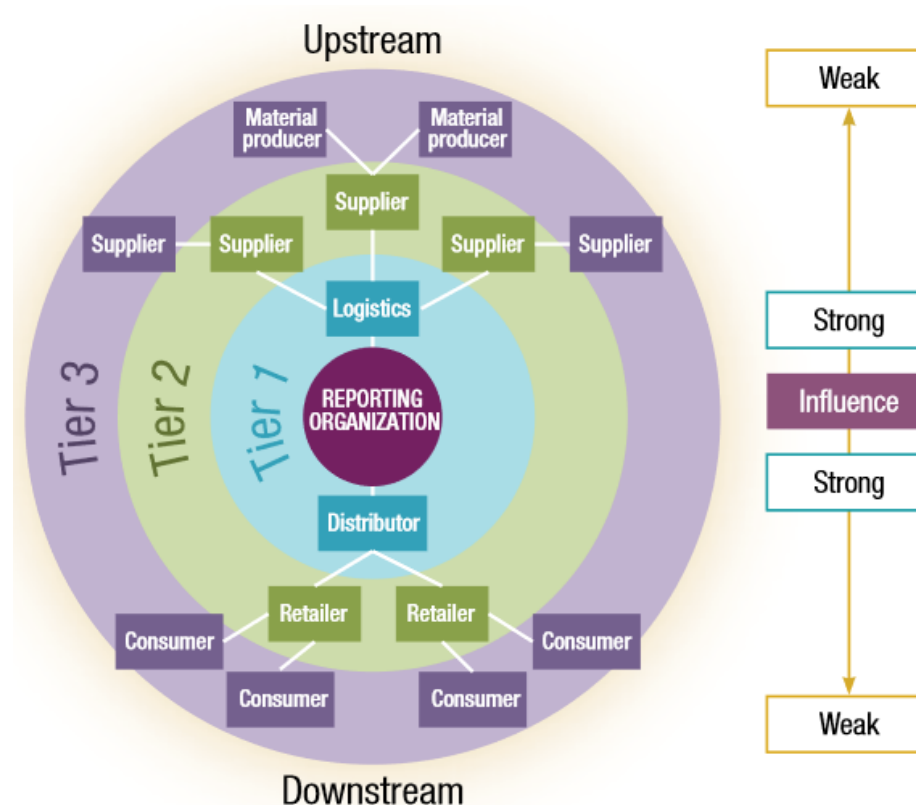 Upstream
Weak
Material
producer
Material
producer
Supplier
Supplier
Supplier
Supplier
Supplier
Logistics
Strong
Tier 3
Tier 2
Tier 1
REPORTING
ORGANIZATION
Influence
Strong
Distributor
Retailer
Retailer
Consumer
Consumer
Consumer
Consumer
Weak
Downstream